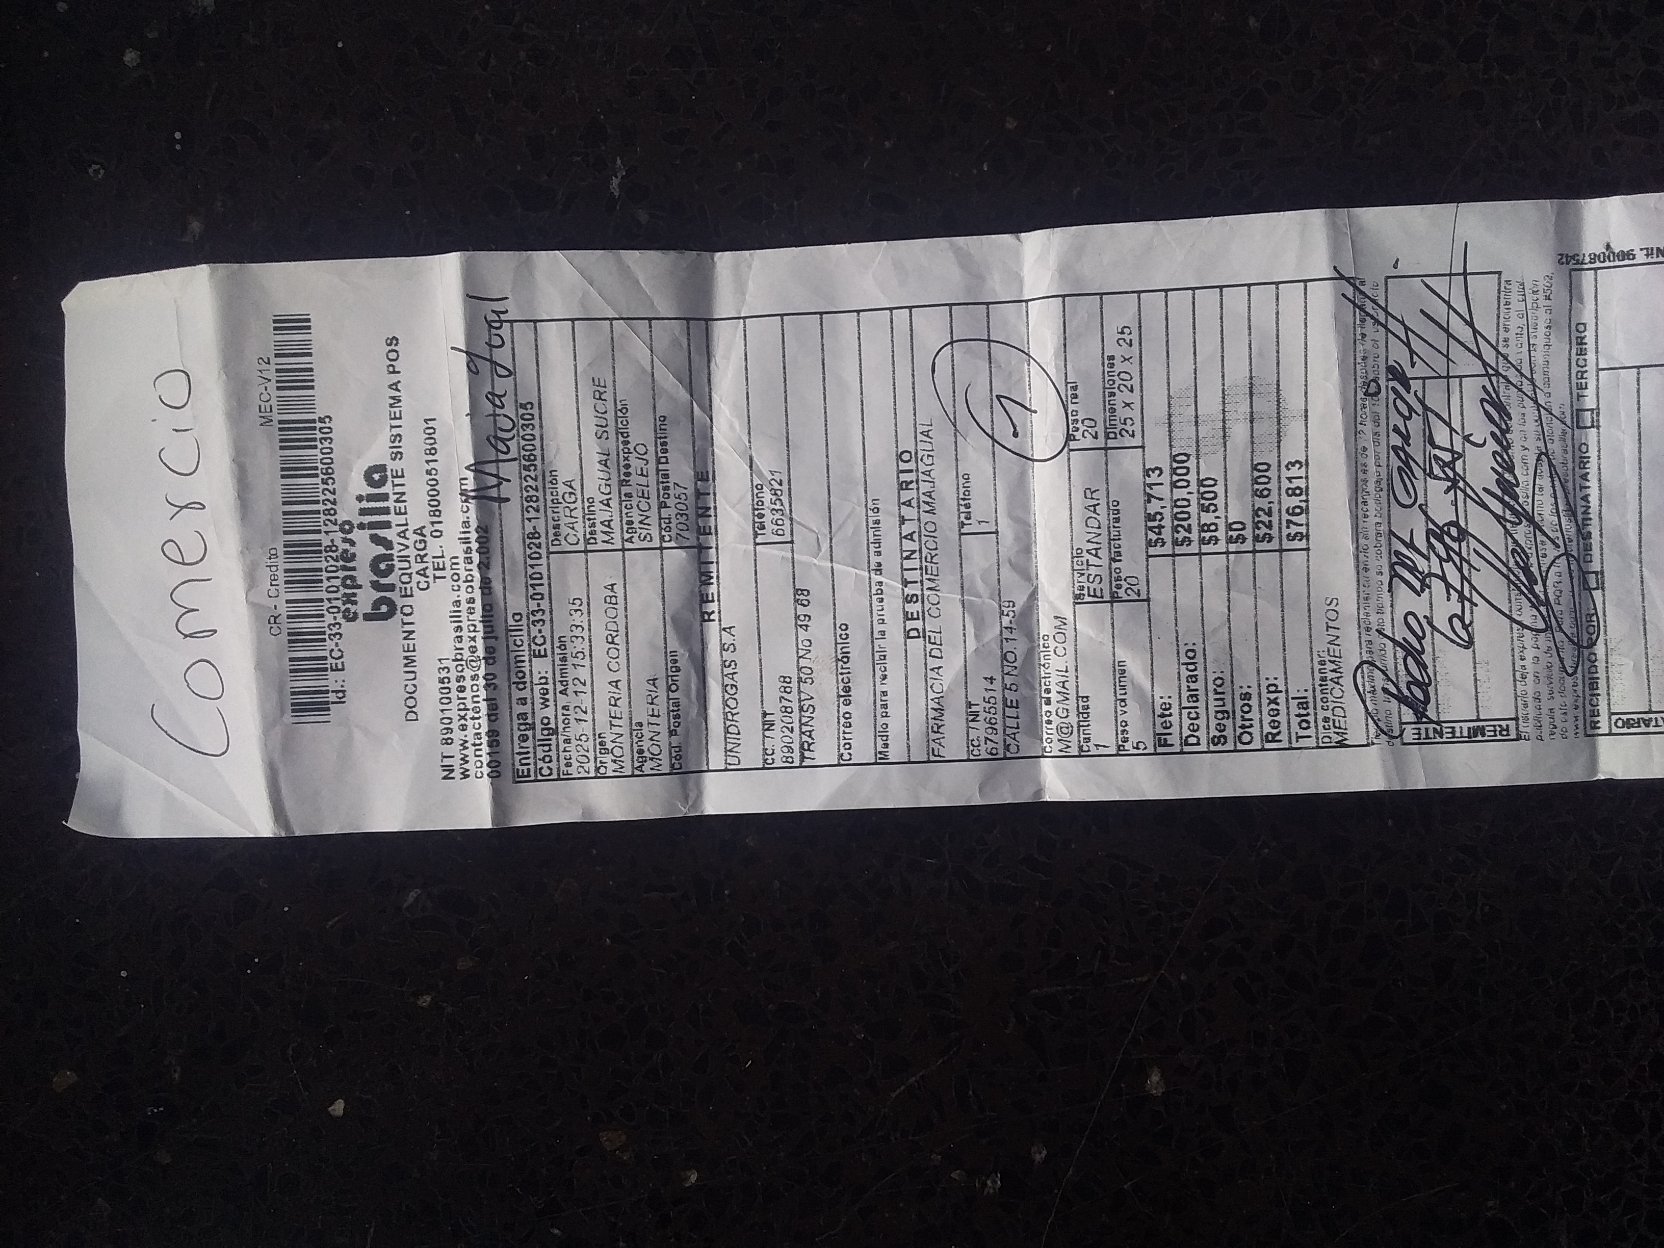 Comercio
CR - Credito MEC-V12
Id.: EC-33-0101028-128225600305
expreso
brasilia
DOCUMENTO EQUIVALENTE SISTEMA POS
CARGA
NIT 890100531 TEL. 018000518001
www.expresobrasilia.com
contactenos@expresobrasilia.com
00159 del 30 de julio de 2002
Majagual
Entrega a domicilio
Código web: EC-33-0101028-128225600305
Fecha/hora Admisión Descripción
2025-12-12 15:39:35 CARGA
Origen Destino
MONTERIA CORDOBA MAJAGUAL SUCRE
Agencia Agencia Reexpedición
MONTERIA SINCELEJO
Cód. Postal Origen Cód. Postal Destino
703057
REMITENTE
UNIDROGAS S.A
CC. / NIT Teléfono
890208788 6635821
TRANSV 50 No 49 68
Correo electrónico
Medio para recibir la prueba de admisión
DESTINATARIO
FARMACIA DEL COMERCIO MAJAGIAL
CC. / NIT Teléfono
67965514 1
CALLE 5 NO.14-59
1
Correo electrónico
M@GMAIL.COM
Cantidad Servicio Peso real
1 ESTANDAR 20
Peso volumen Peso facturado Dimensiones
5 20 25 X 20 X 25
Flete: $45,713
Declarado: $200,000
Seguro: $8,500
Otros: $0
Reexp: $22,600
Total: $76,813
Dice contener:
MEDICAMENTOS
REMITENTE
RECIBIDO POR: DESTINATARIO TERCERO
Nit. 900087542